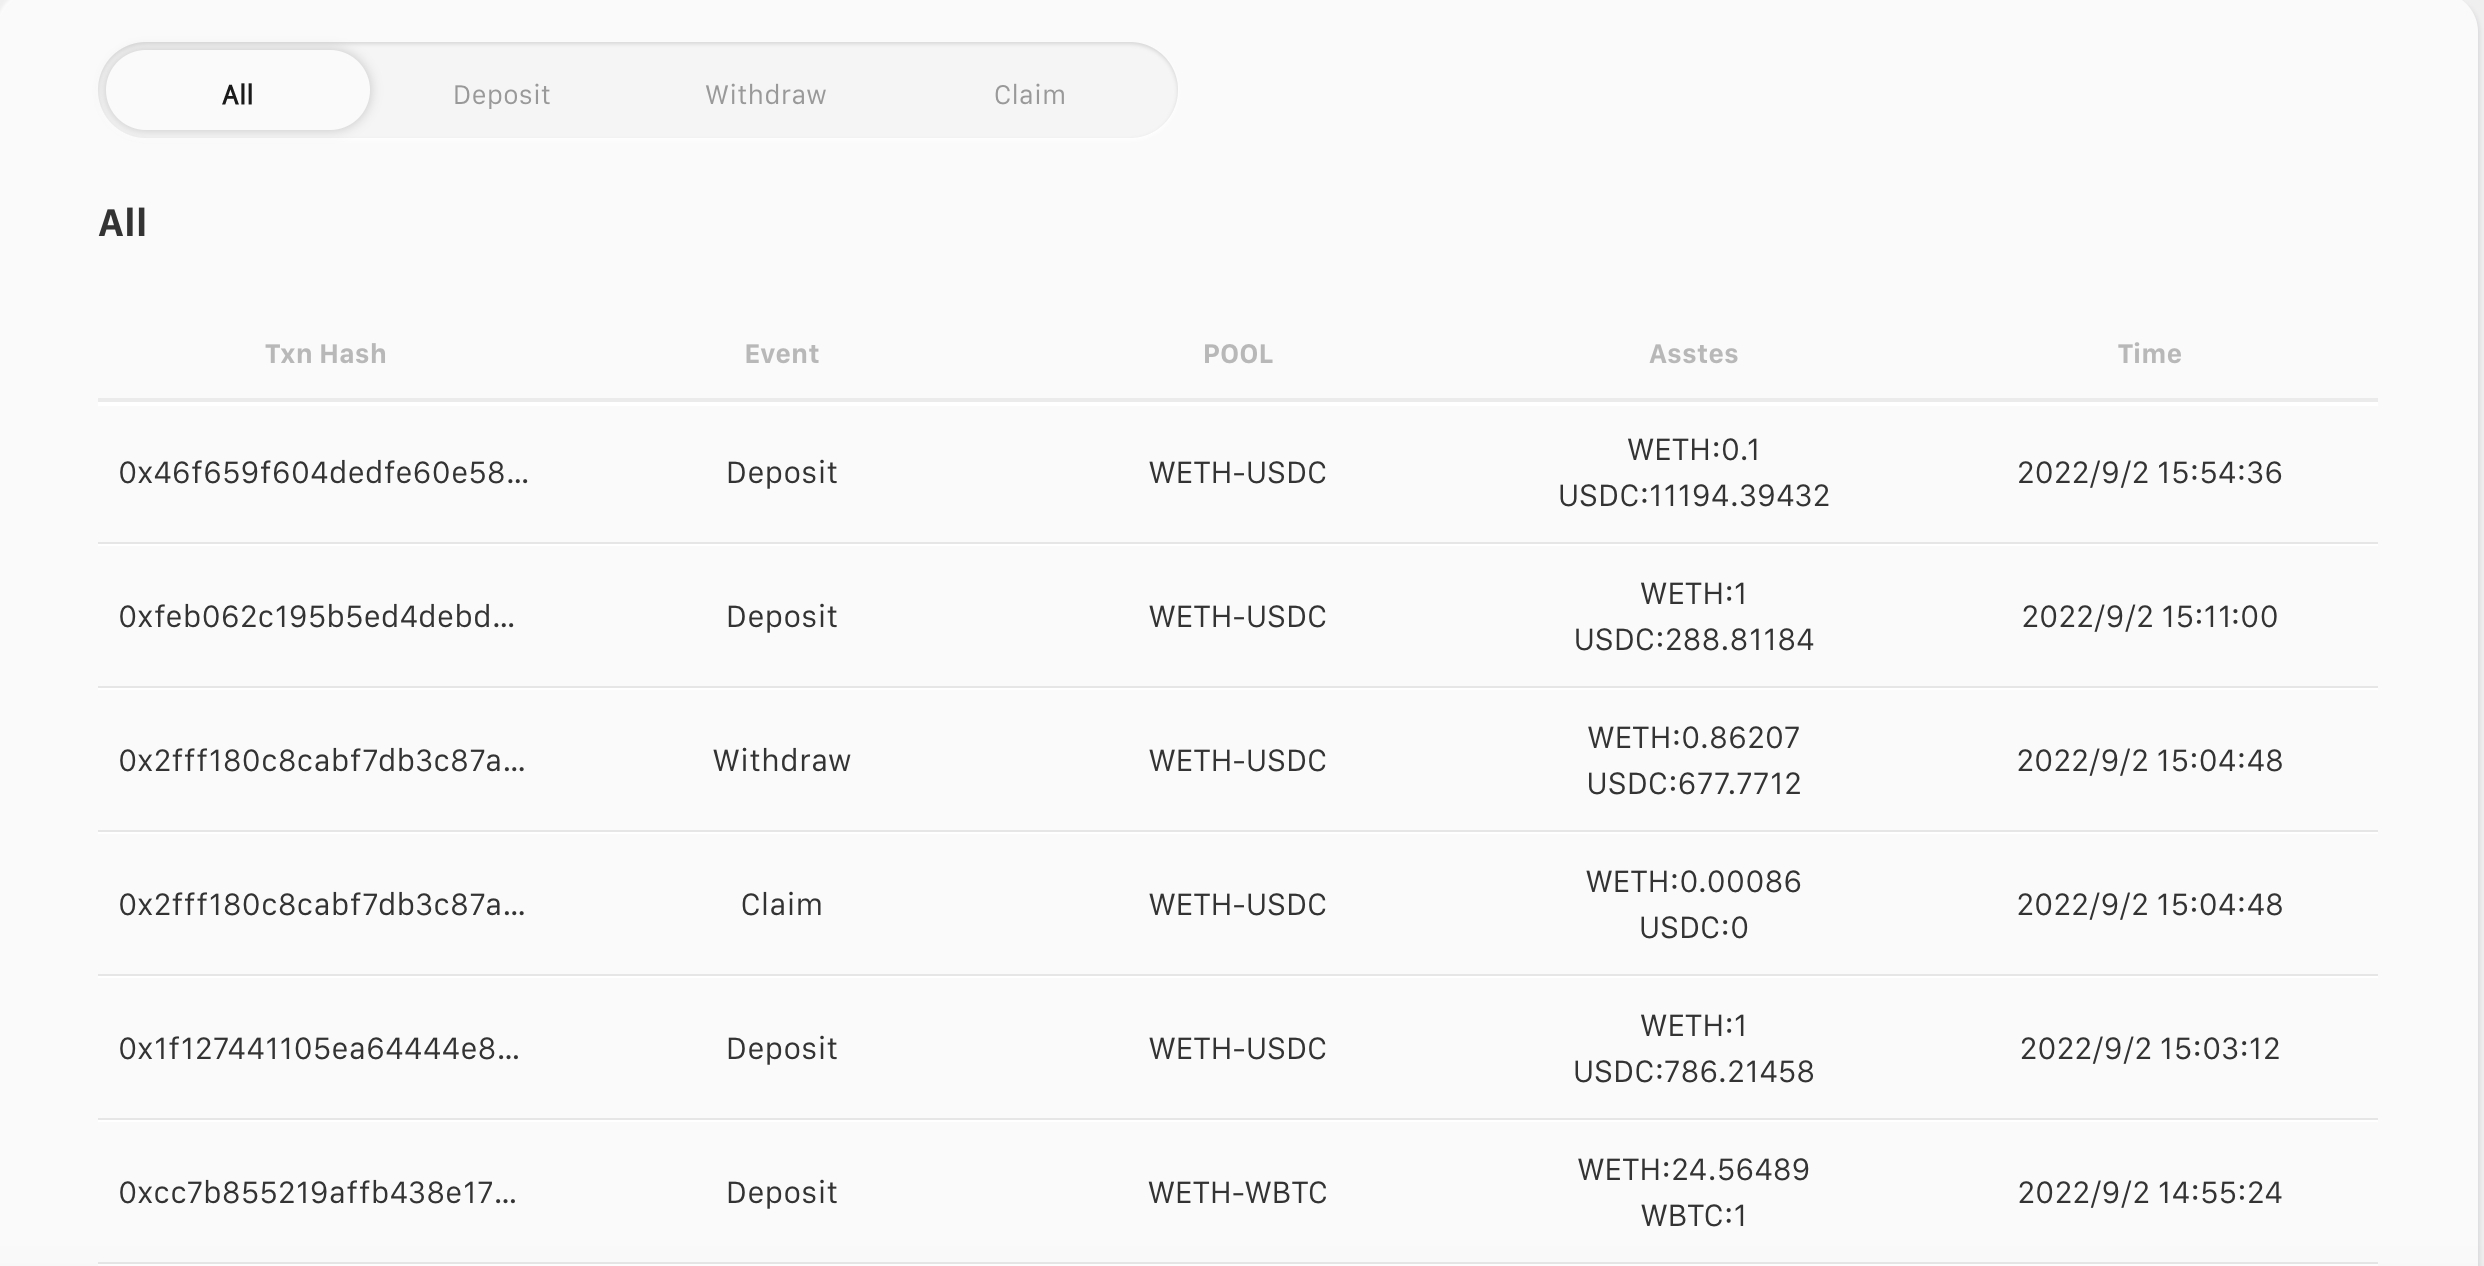 All Deposit Withdraw Claim
All
Txn Hash Event POOL Asstes Time
0x46f659f604dedfe60e58... Deposit WETH-USDC WETH:0.1
USDC:11194.39432 2022/9/2 15:54:36
0xfeb062c195b5ed4debd... Deposit WETH-USDC WETH:1
USDC:288.81184 2022/9/2 15:11:00
0x2fff180c8cabf7db3c87a... Withdraw WETH-USDC WETH:0.86207
USDC:677.7712 2022/9/2 15:04:48
0x2fff180c8cabf7db3c87a... Claim WETH-USDC WETH:0.00086
USDC:0 2022/9/2 15:04:48
0x1f127441105ea64444e8... Deposit WETH-USDC WETH:1
USDC:786.21458 2022/9/2 15:03:12
0xcc7b855219affb438e17... Deposit WETH-WBTC WETH:24.56489
WBTC:1 2022/9/2 14:55:24